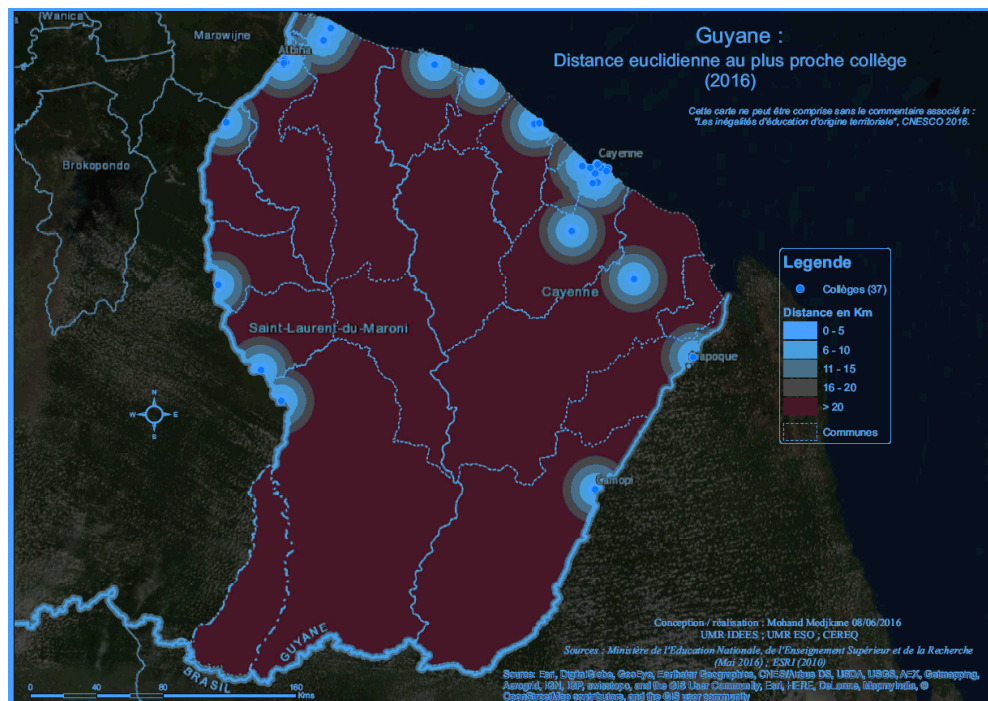 Wanica
Marowijne
Albina
Brokopondo
Guyane :
Distance euclidienne au plus proche collège
(2016)
Cette carte ne peut être comprise sans le commentaire associé in :
"Les inégalités d'éducation d'origine territoriale", CNESCO 2016.
Cayenne
Cayenne
Saint-Laurent-du-Maroni
Oiapoque
Camopi
Legende
Collèges (37)
Distance en Km
0 - 5
6 - 10
11 - 15
16 - 20
> 20
Communes
N
W E
S
GUYANE
BRASIL
Conception / réalisation : Mohand Medjkane 08/06/2016
UMR IDEES ; UMR ESO ; CEREQ
Sources : Ministère de l'Education Nationale, de l'Enseignement Supérieur et de la Recherche
(Mai 2016) ; ESRI (2010)
Source: Esri, DigitalGlobe, GeoEye, Earthstar Geographics, CNES/Airbus DS, USDA, USGS, AEX, Getmapping,
Aerogrid, IGN, IGP, swisstopo, and the GIS User Community, Esri, HERE, DeLorme, MapmyIndia, ©
OpenStreetMap contributors, and the GIS user community
0 40 80 160
Kms